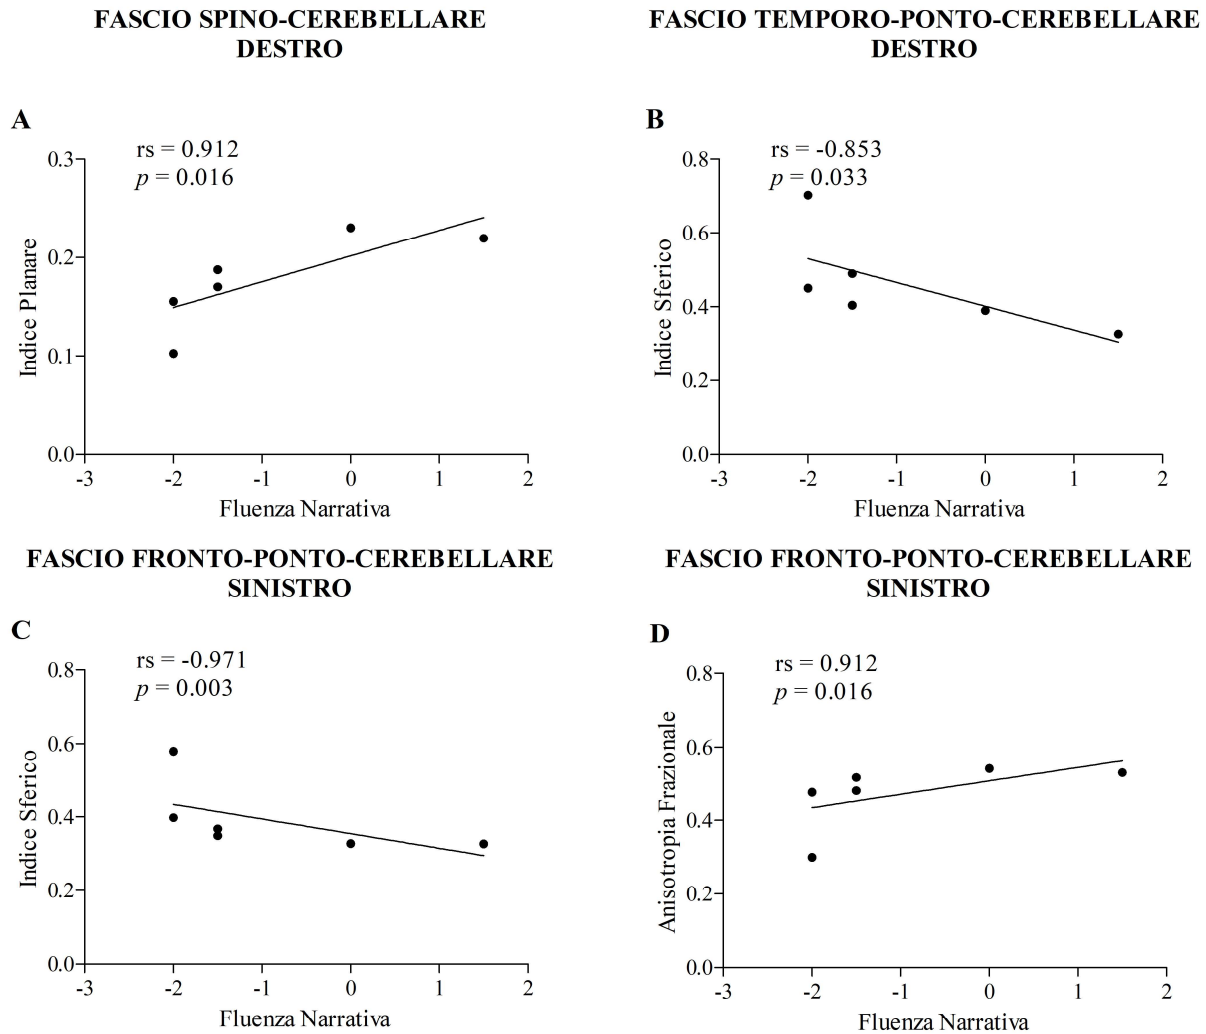 FASCIO SPINO-CEREBELLARE
DESTRO
A
rs = 0.912
p = 0.016
0.3
0.2
0.1
0.0
Indice Planare
-3 -2 -1 0 1 2
Fluenza Narrativa
FASCIO TEMPORO-PONTO-CEREBELLARE
DESTRO
B
rs = -0.853
p = 0.033
0.8
0.6
0.4
0.2
0.0
Indice Sferico
-3 -2 -1 0 1 2
Fluenza Narrativa
FASCIO FRONTO-PONTO-CEREBELLARE
SINISTRO
C
rs = -0.971
p = 0.003
0.8
0.6
0.4
0.2
0.0
Indice Sferico
-3 -2 -1 0 1 2
Fluenza Narrativa
FASCIO FRONTO-PONTO-CEREBELLARE
SINISTRO
D
rs = 0.912
p = 0.016
0.8
0.6
0.4
0.2
0.0
Anisotropia Frazionale
-3 -2 -1 0 1 2
Fluenza Narrativa